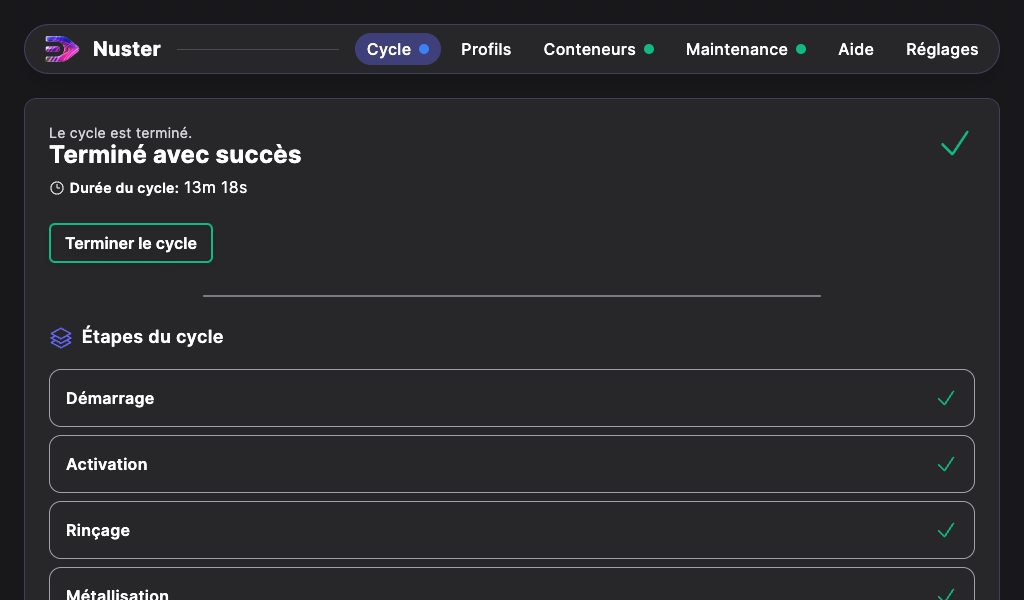 Nuster
Cycle
Profils
Conteneurs
Maintenance
Aide
Réglages
Le cycle est terminé.
Terminé avec succès
Durée du cycle: 13m 18s
Terminer le cycle
Étapes du cycle
Démarrage
Activation
Rinçage
Métallisation